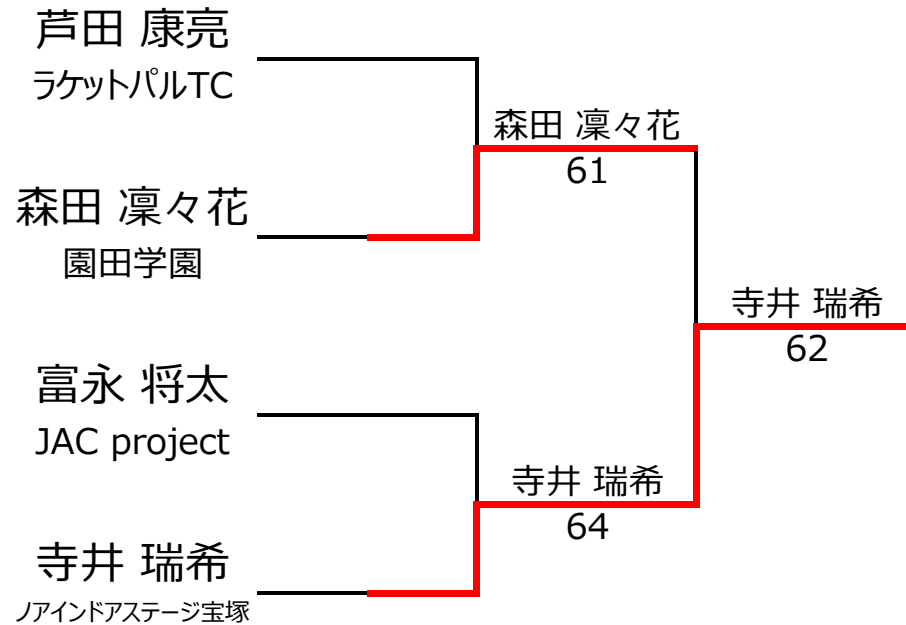 芦田 康亮
ラケットパルTC
森田 凜々花
61
森田 凜々花
園田学園
寺井 瑞希
62
富永 将太
JAC project
寺井 瑞希
64
寺井 瑞希
ノアインドアステージ宝塚